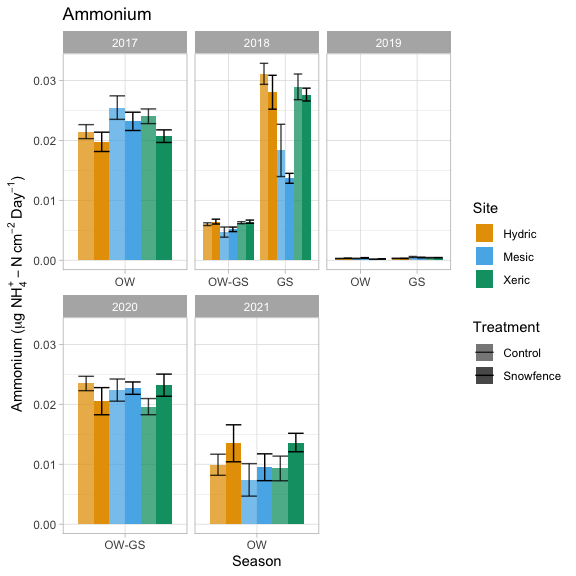 Ammonium
2017
2018
2019
0.03
0.02
0.01
0.00
OW
OW-GS
GS
OW
GS
2020
2021
0.03
0.02
0.01
0.00
OW-GS
OW
Season
Ammonium (μg NH₄⁺ – N cm⁻² Day⁻¹)
Site
Hydric
Mesic
Xeric
Treatment
Control
Snowfence